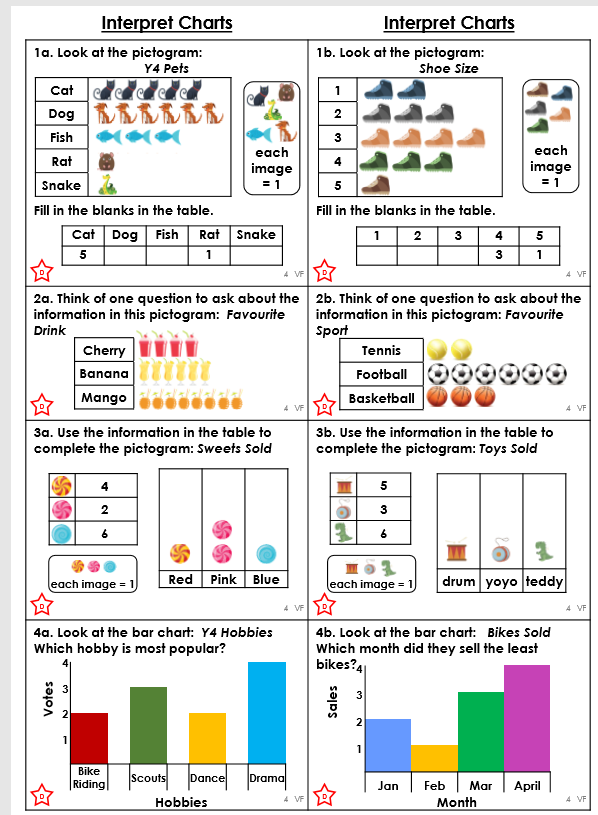 Interpret Charts
Interpret Charts
1a. Look at the pictogram:
Y4 Pets
Cat
Dog
Fish
Rat
Snake
each
image
= 1
Fill in the blanks in the table.
Cat Dog Fish Rat Snake
5 1
D
4 VF
1b. Look at the pictogram:
Shoe Size
1
2
3
4
5
each
image
= 1
Fill in the blanks in the table.
1 2 3 4 5
3 1
D
4 VF
2a. Think of one question to ask about the
information in this pictogram: Favourite
Drink
Cherry
Banana
Mango
D
4 VF
2b. Think of one question to ask about the
information in this pictogram: Favourite
Sport
Tennis
Football
Basketball
D
4 VF
3a. Use the information in the table to
complete the pictogram: Sweets Sold
4
2
6
each image = 1
Red Pink Blue
D
4 VF
3b. Use the information in the table to
complete the pictogram: Toys Sold
5
3
6
each image = 1
drum yoyo teddy
D
4 VF
4a. Look at the bar chart: Y4 Hobbies
Which hobby is most popular?
4
3
2
1
Votes
Bike
Riding
Scouts
Dance
Drama
Hobbies
D
4 VF
4b. Look at the bar chart: Bikes Sold
Which month did they sell the least
bikes?
4
3
2
1
Sales
Jan Feb Mar April
Month
D
4 VF